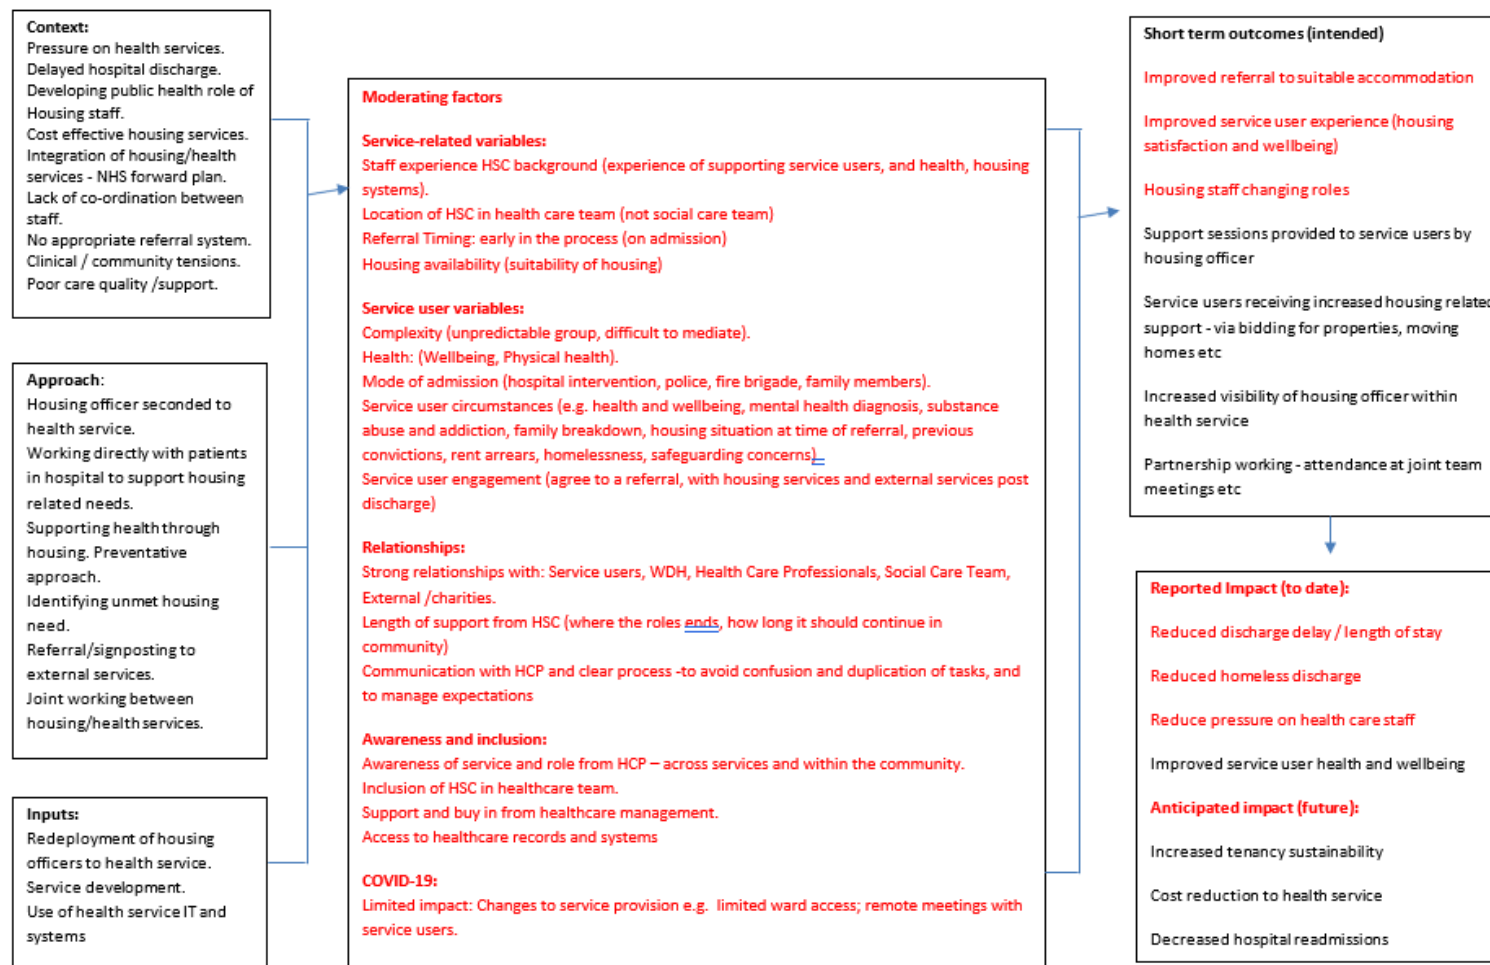 Context:
Pressure on health services.
Delayed hospital discharge.
Developing public health role of
Housing staff.
Cost effective housing services.
Integration of housing/health
services - NHS forward plan.
Lack of co-ordination between
staff.
No appropriate referral system.
Clinical / community tensions.
Poor care quality /support.
Approach:
Housing officer seconded to
health service.
Working directly with patients
in hospital to support housing
related needs.
Supporting health through
housing. Preventative
approach.
Identifying unmet housing
need.
Referral/signposting to
external services.
Joint working between
housing/health services.
Inputs:
Redeployment of housing
officers to health service.
Service development.
Use of health service IT and
systems
Moderating factors
Service-related variables:
Staff experience HSC background (experience of supporting service users, and health, housing
systems).
Location of HSC in health care team (not social care team)
Referral Timing: early in the process (on admission)
Housing availability (suitability of housing)
Service user variables:
Complexity (unpredictable group, difficult to mediate).
Health: (Wellbeing, Physical health).
Mode of admission (hospital intervention, police, fire brigade, family members).
Service user circumstances (e.g. health and wellbeing, mental health diagnosis, substance
abuse and addiction, family breakdown, housing situation at time of referral, previous
convictions, rent arrears, homelessness, safeguarding concerns)
Service user engagement (agree to a referral, with housing services and external services post
discharge)
Relationships:
Strong relationships with: Service users, WDH, Health Care Professionals, Social Care Team,
External /charities.
Length of support from HSC (where the roles ends, how long it should continue in
community)
Communication with HCP and clear process -to avoid confusion and duplication of tasks, and
to manage expectations
Awareness and inclusion:
Awareness of service and role from HCP – across services and within the community.
Inclusion of HSC in healthcare team.
Support and buy in from healthcare management.
Access to healthcare records and systems
COVID-19:
Limited impact: Changes to service provision e.g. limited ward access; remote meetings with
service users.
Short term outcomes (intended)
Improved referral to suitable accommodation
Improved service user experience (housing
satisfaction and wellbeing)
Housing staff changing roles
Support sessions provided to service users by
housing officer
Service users receiving increased housing related
support - via bidding for properties, moving
homes etc
Increased visibility of housing officer within
health service
Partnership working - attendance at joint team
meetings etc
Reported Impact (to date):
Reduced discharge delay / length of stay
Reduced homeless discharge
Reduce pressure on health care staff
Improved service user health and wellbeing
Anticipated impact (future):
Increased tenancy sustainability
Cost reduction to health service
Decreased hospital readmissions